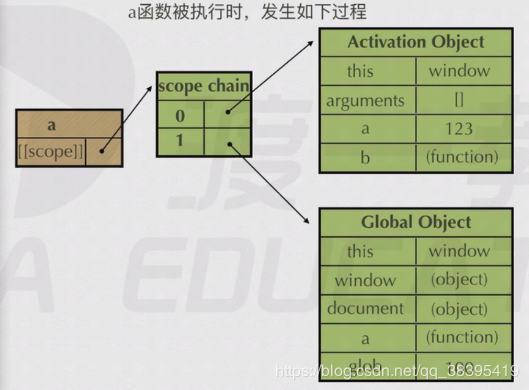 a函数被执行时，发生如下过程
a
[[scope]]
scope chain
0
1
Activation Object
this window
arguments []
a 123
b (function)
Global Object
this window
window (object)
document (object)
a (function)
glob 100
EDUCAT
https://blog.csdn.net/qq_38395419